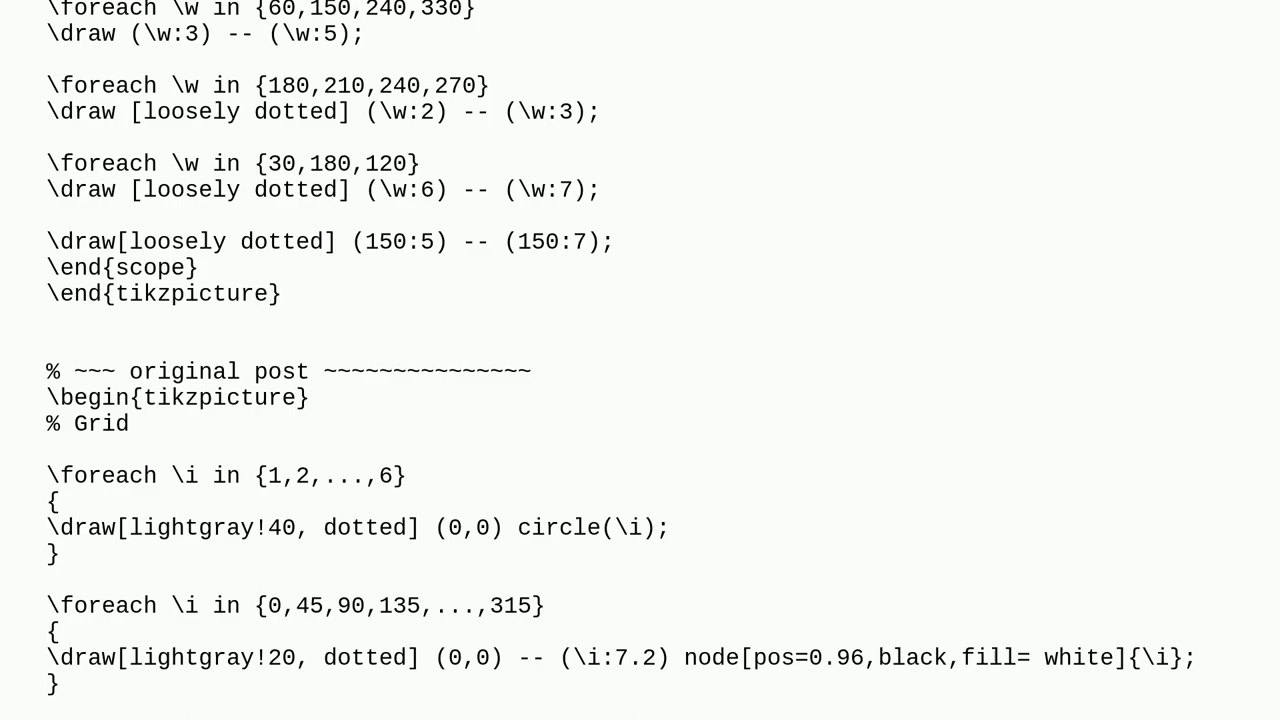 \foreach \w in {60,150,240,330}
\draw (\w:3) -- (\w:5);
\foreach \w in {180,210,240,270}
\draw [loosely dotted] (\w:2) -- (\w:3);
\foreach \w in {30,180,120}
\draw [loosely dotted] (\w:6) -- (\w:7);
\draw[loosely dotted] (150:5) -- (150:7);
\end{scope}
\end{tikzpicture}
% ~~~ original post ~~~~~~~~~~~~~~~
\begin{tikzpicture}
% Grid
\foreach \i in {1,2,...,6}
{
\draw[lightgray!40, dotted] (0,0) circle(\i);
}
\foreach \i in {0,45,90,135,...,315}
{
\draw[lightgray!20, dotted] (0,0) -- (\i:7.2) node[pos=0.96,black,fill= white]{\i};
}